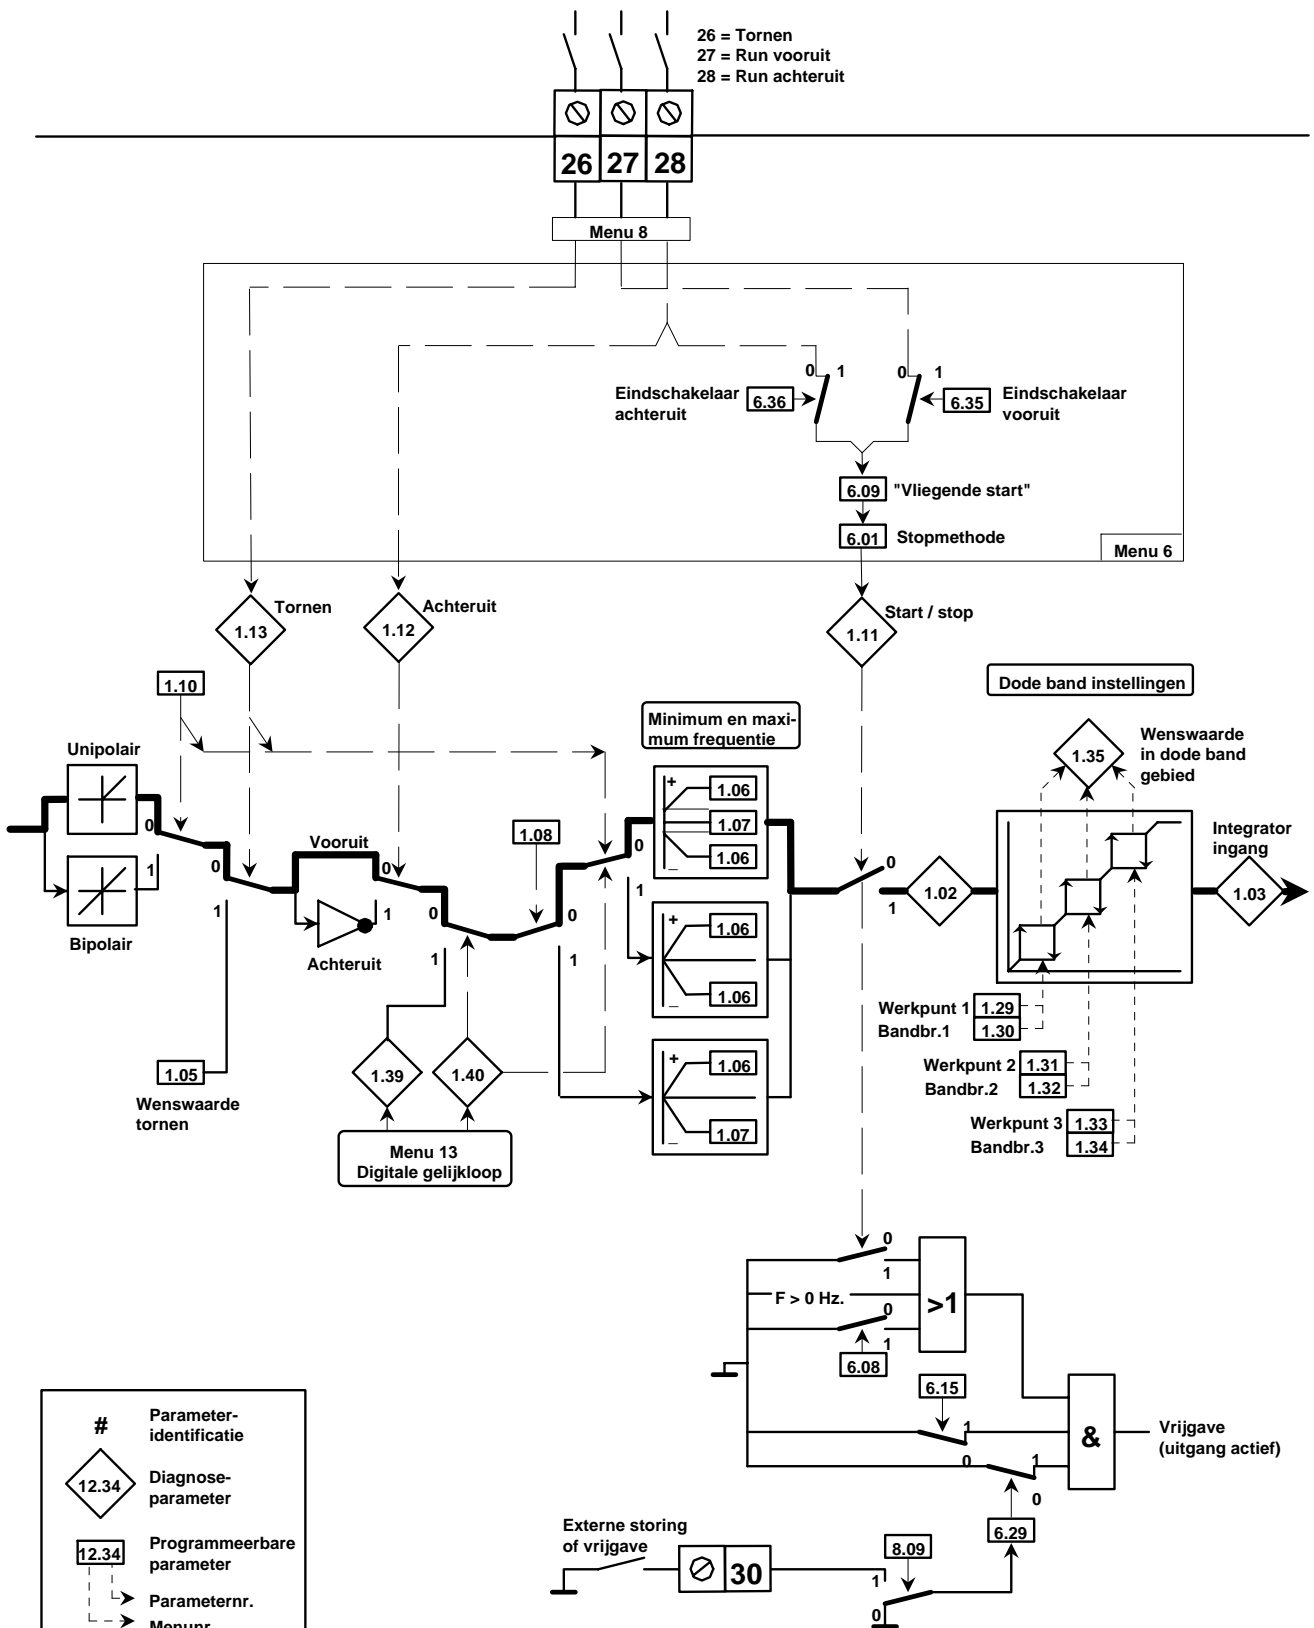 26 = Tornen
27 = Run vooruit
28 = Run achteruit
26 27 28
Menu 8
0 1
0 1
Eindschakelaar
achteruit
6.36
6.35
Eindschakelaar
vooruit
6.09
"Vliegende start"
6.01
Stopmethode
Menu 6
Tornen
1.13
Achteruit
1.12
Start / stop
1.11
1.10
Dode band instellingen
Minimum en maxi-
mum frequentie
Wenswaarde
in dode band
gebied
1.35
Unipolair
0
1
Bipolair
0
1
Vooruit
0
1
Achteruit
0
1
1.08
0
1
0
1
+
1.06
1.07
1.06
_
+
1.06
1.06
_
+
1.06
1.07
_
0
1
1.02
Integrator
ingang
1.03
Werkpunt 1
1.29
Bandbr.1
1.30
Werkpunt 2
1.31
Bandbr.2
1.32
Werkpunt 3
1.33
Bandbr.3
1.34
1.05
Wenswaarde
tornen
1.39
1.40
Menu 13
Digitale gelijkloop
0
1
F > 0 Hz.
>1
0
1
6.08
6.15
1
0
1
0
&
Vrijgave
(uitgang actief)
6.29
Externe storing
of vrijgave
30
8.09
1
0
#
Parameter-
identificatie
12.34
Diagnose-
parameter
12.34
Programmeerbare
parameter
Parameternr.
Menunr.